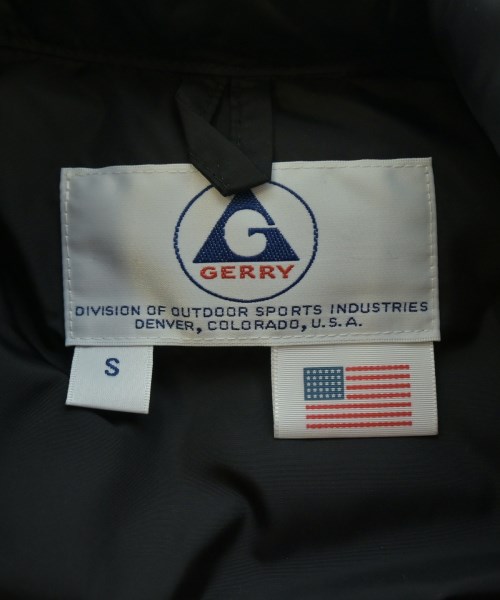 G
GERRY
DIVISION OF OUTDOOR SPORTS INDUSTRIES
DENVER, COLORADO, U.S.A.
S